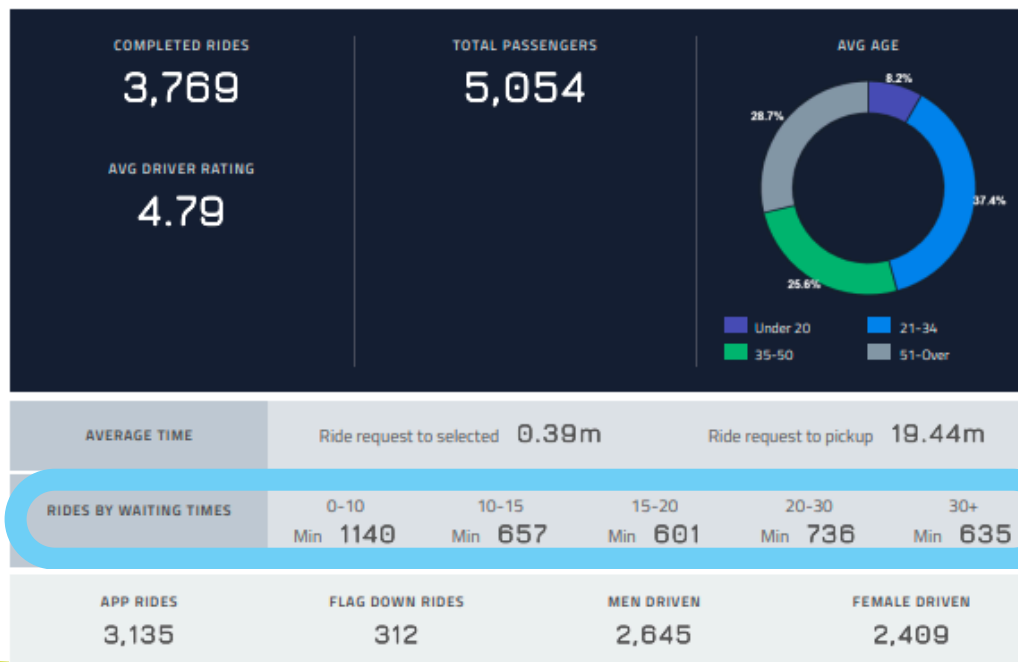 COMPLETED RIDES
3,769
AVG DRIVER RATING
4.79
TOTAL PASSENGERS
5,054
AVG AGE
8.2%
28.7%
37.4%
25.6%
Under 20
21-34
35-50
51-Over
AVERAGE TIME
Ride request to selected 0.39m
Ride request to pickup 19.44m
RIDES BY WAITING TIMES
0-10
10-15
15-20
20-30
30+
Min 1140
Min 657
Min 601
Min 736
Min 635
APP RIDES
FLAG DOWN RIDES
MEN DRIVEN
FEMALE DRIVEN
3,135
312
2,645
2,409